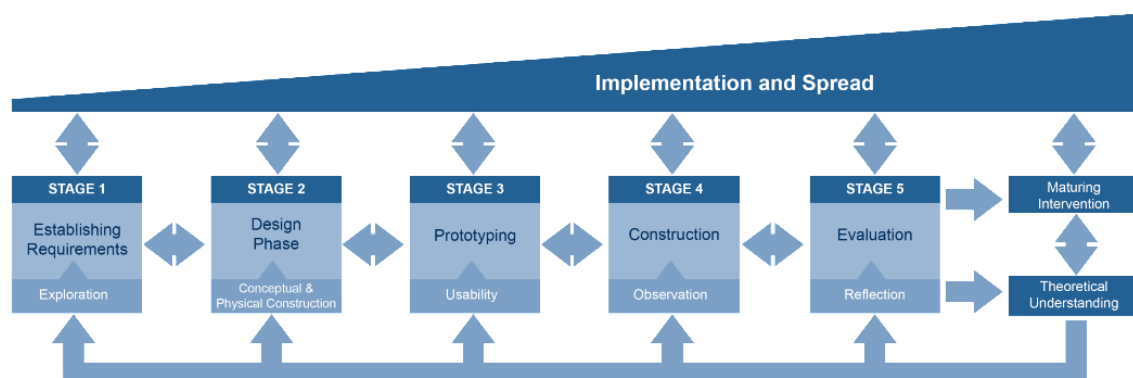 Implementation and Spread
STAGE 1
STAGE 2
STAGE 3
STAGE 4
STAGE 5
Establishing
Requirements
Exploration
Design
Phase
Conceptual &
Physical Construction
Prototyping
Usability
Construction
Observation
Evaluation
Reflection
Maturing
Intervention
Theoretical
Understanding